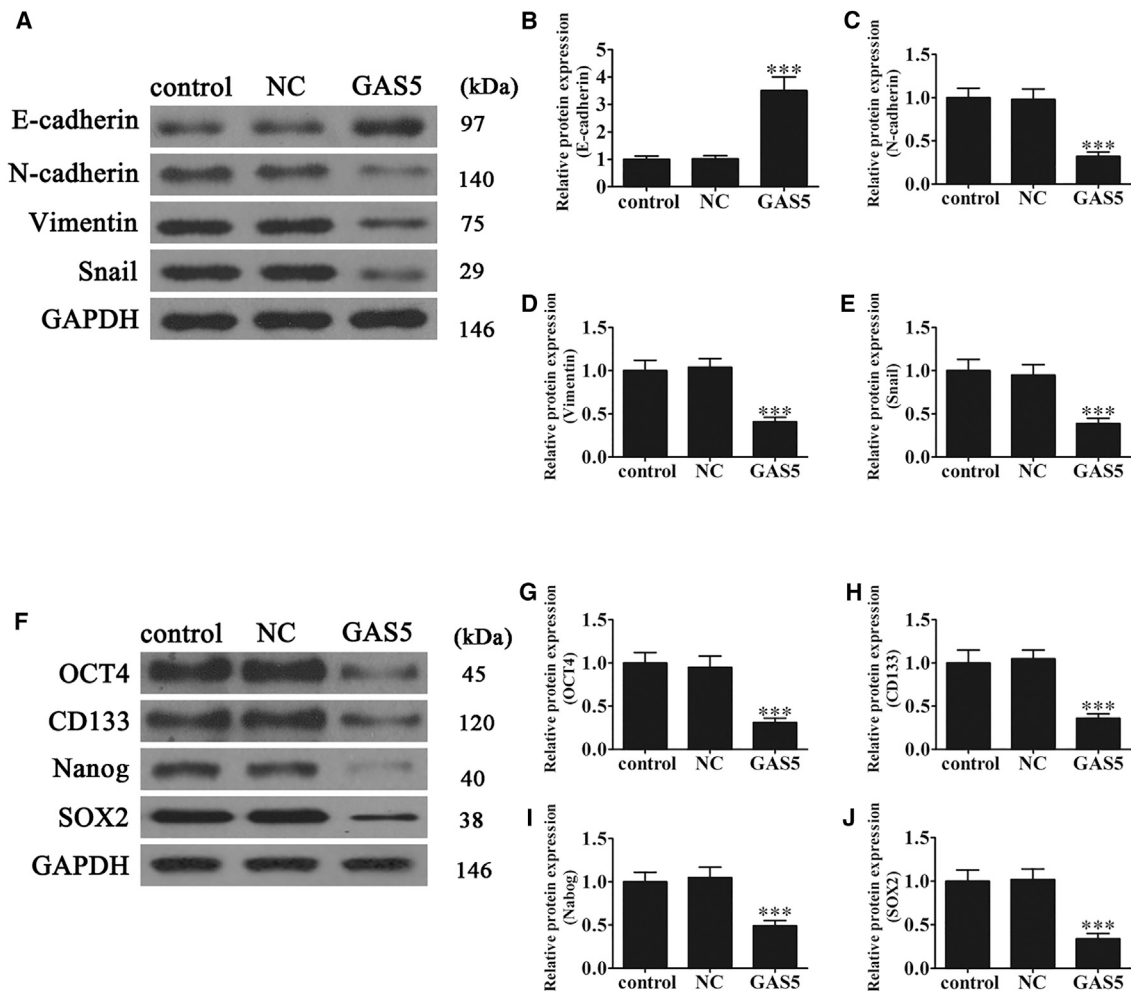 A
control NC GAS5 (kDa)
E-cadherin 97
N-cadherin 140
Vimentin 75
Snail 29
GAPDH 146
B
Relative protein expression
(E-cadherin)
5
4
3
2
1
0
***
control NC GAS5
C
Relative protein expression
(N-cadherin)
1.5
1.0
0.5
0.0
***
control NC GAS5
D
Relative protein expression
(Vimentin)
1.5
1.0
0.5
0.0
***
control NC GAS5
E
Relative protein expression
(Snail)
1.5
1.0
0.5
0.0
***
control NC GAS5
F
control NC GAS5 (kDa)
OCT4 45
CD133 120
Nanog 40
SOX2 38
GAPDH 146
G
Relative protein expression
(OCT4)
1.5
1.0
0.5
0.0
***
control NC GAS5
H
Relative protein expression
(CD133)
1.5
1.0
0.5
0.0
***
control NC GAS5
I
Relative protein expression
(Nabog)
1.5
1.0
0.5
0.0
***
control NC GAS5
J
Relative protein expression
(SOX2)
1.5
1.0
0.5
0.0
***
control NC GAS5